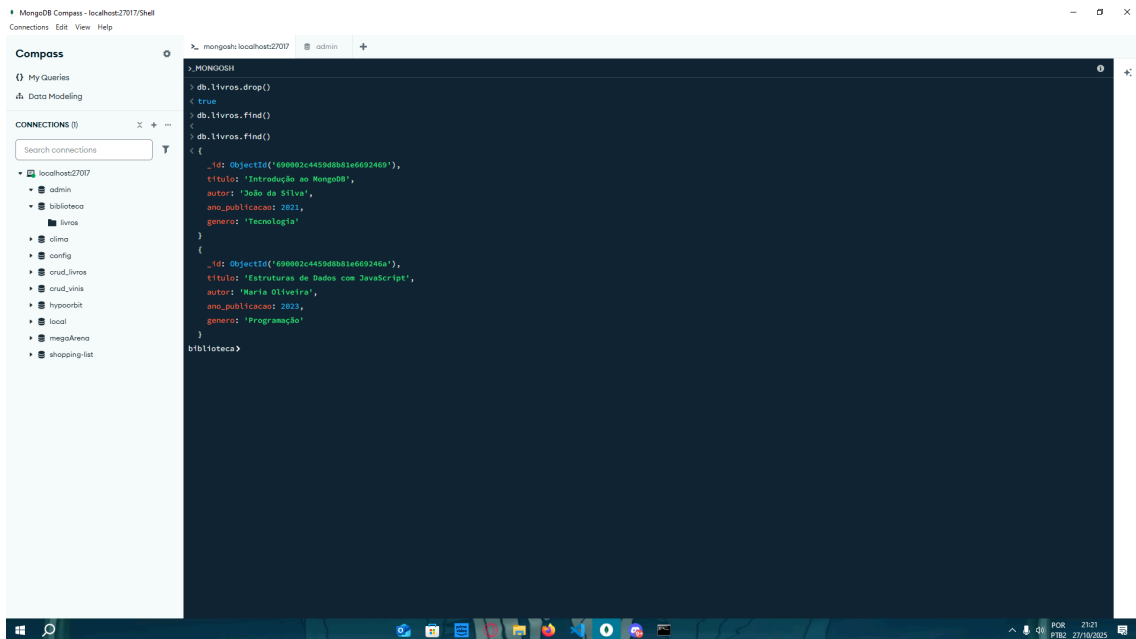 MongoDB Compass - localhost:27017/Shell
Connections Edit View Help
Compass
My Queries
Data Modeling
CONNECTIONS (1)
Search connections
localhost:27017
admin
biblioteca
livros
clima
config
crud_livros
crud_vinis
hypoorbit
local
megaArena
shopping-list
>_ mongosh: localhost:27017
admin
>_MONGOSH
> db.livros.drop()
< true
> db.livros.find()
<
> db.livros.find()
< {
_id: ObjectId('690002c4459d8b81e6692469'),
titulo: 'Introdução ao MongoDB',
autor: 'João da Silva',
ano_publicacao: 2021,
genero: 'Tecnologia'
}
{
_id: ObjectId('690002c4459d8b81e669246a'),
titulo: 'Estruturas de Dados com JavaScript',
autor: 'Maria Oliveira',
ano_publicacao: 2023,
genero: 'Programação'
}
biblioteca>
POR
PTB2
21:21
27/10/2025